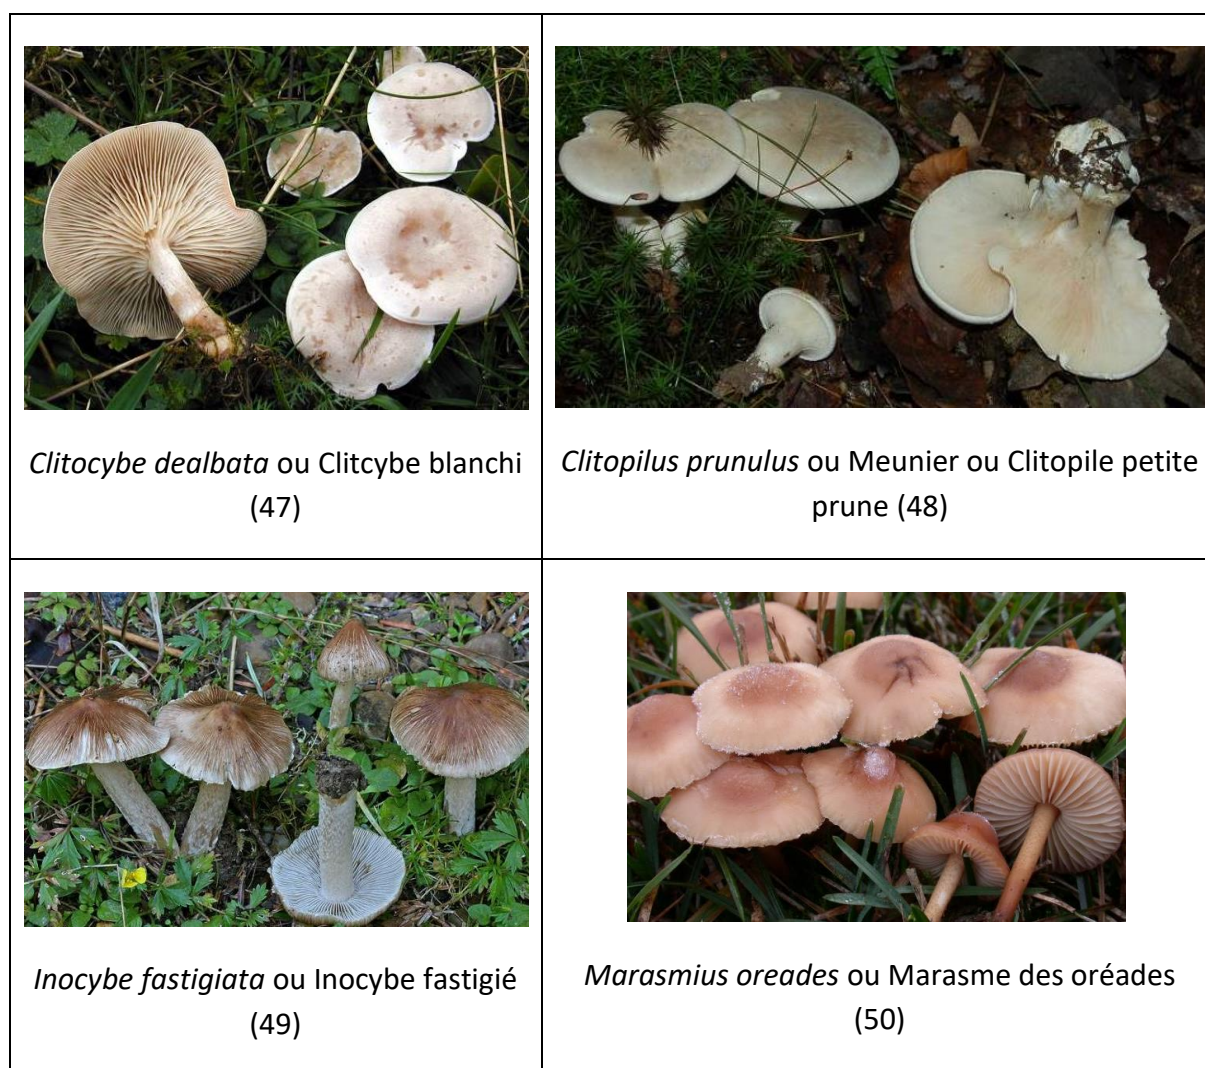 Clitocybe dealbata ou Clitcybe blanchi
(47)
Clitopilus prunulus ou Meunier ou Clitopile petite
prune (48)
Inocybe fastigiata ou Inocybe fastigié
(49)
Marasmius oreades ou Marasme des oréades
(50)